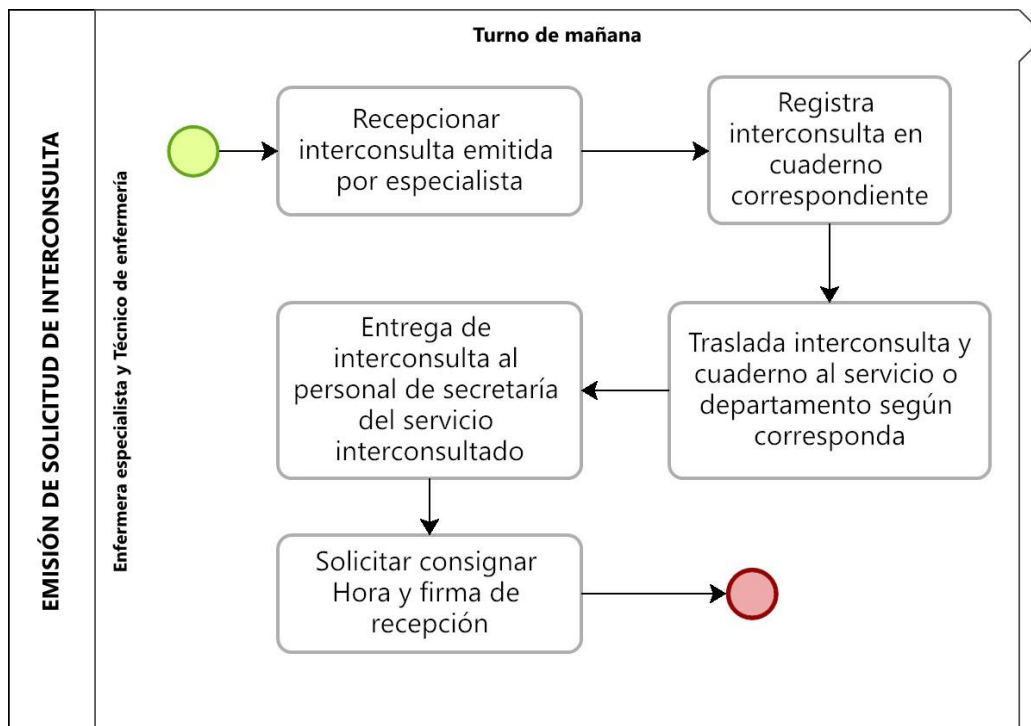 EMISIÓN DE SOLICITUD DE INTERCONSULTA
Enfermera especialista y Técnico de enfermería
Turno de mañana
Recepcionar
interconsulta emitida
por especialista
Registra
interconsulta en
cuaderno
correspondiente
Traslada interconsulta y
cuaderno al servicio o
departamento según
corresponda
Entrega de
interconsulta al
personal de secretaría
del servicio
interconsultado
Solicitar consignar
Hora y firma de
recepción